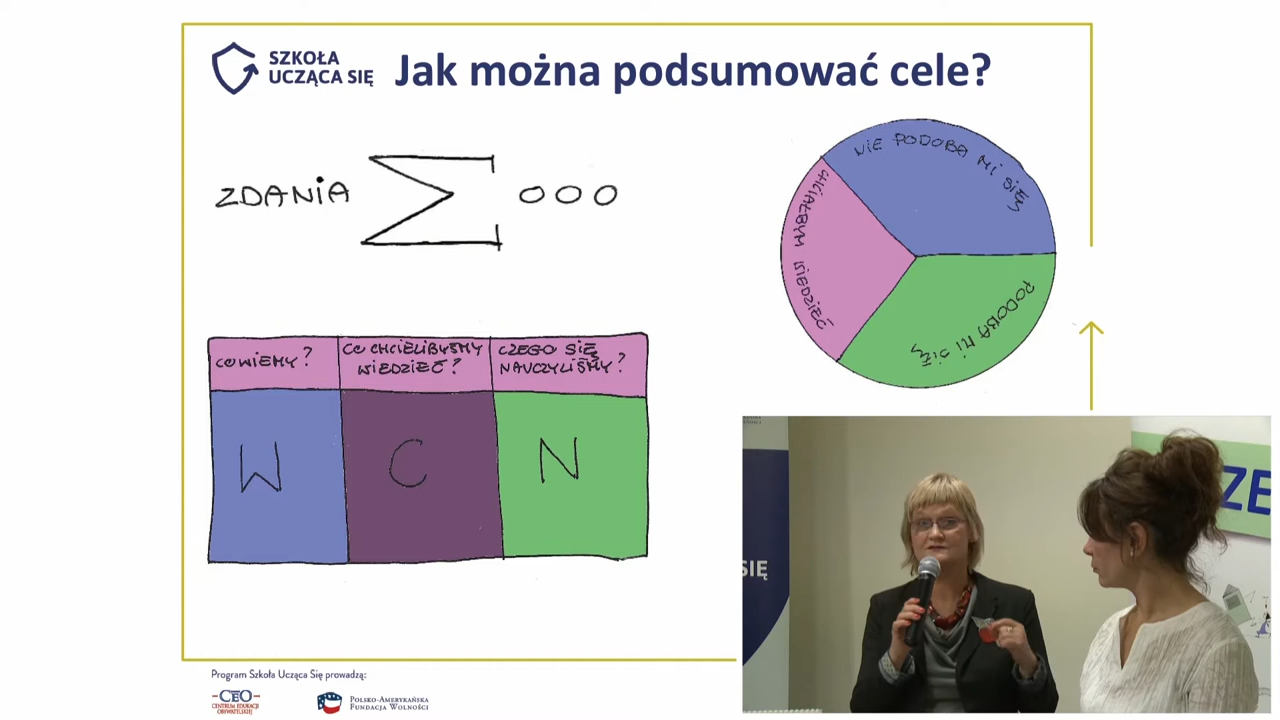 SZKOŁA
UCZĄCA SIĘ
Jak można podsumować cele?
ZDANIA Σ OOO
NIE PODOBA MI SIĘ
CHCIAŁBYM WIEDZIEĆ
PODOBA MI SIĘ
CO WIEMY?
CO CHCIELIBYŚMY
WIEDZIEĆ?
CZEGO SIĘ
NAUCZYLIŚMY?
W
C
N
ZE
SIĘ
Program Szkoła Ucząca Się prowadzą:
CEO
CENTRUM EDUKACJI
OBYWATELSKIEJ
POLSKO-AMERYKAŃSKA
FUNDACJA WOLNOŚCI